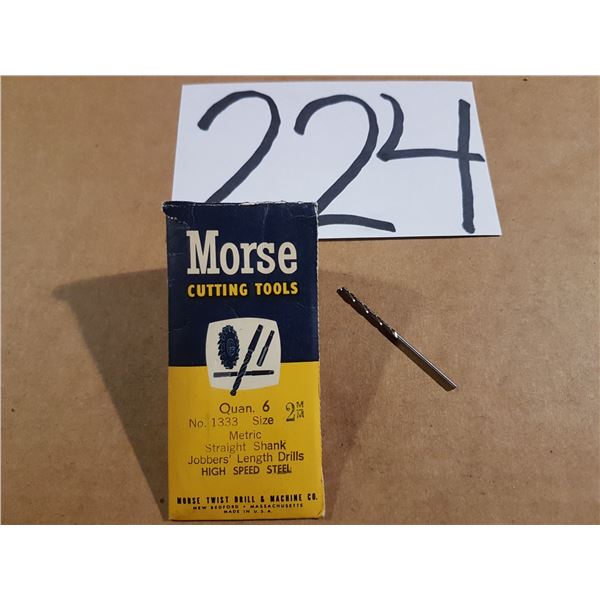 224
Morse
CUTTING TOOLS
Quan. 6
No. 1333 Size 2 M/M
Metric
Straight Shank
Jobbers' Length Drills
HIGH SPEED STEEL
MORSE TWIST DRILL & MACHINE CO.
NEW BEDFORD • MASSACHUSETTS
MADE IN U.S.A.